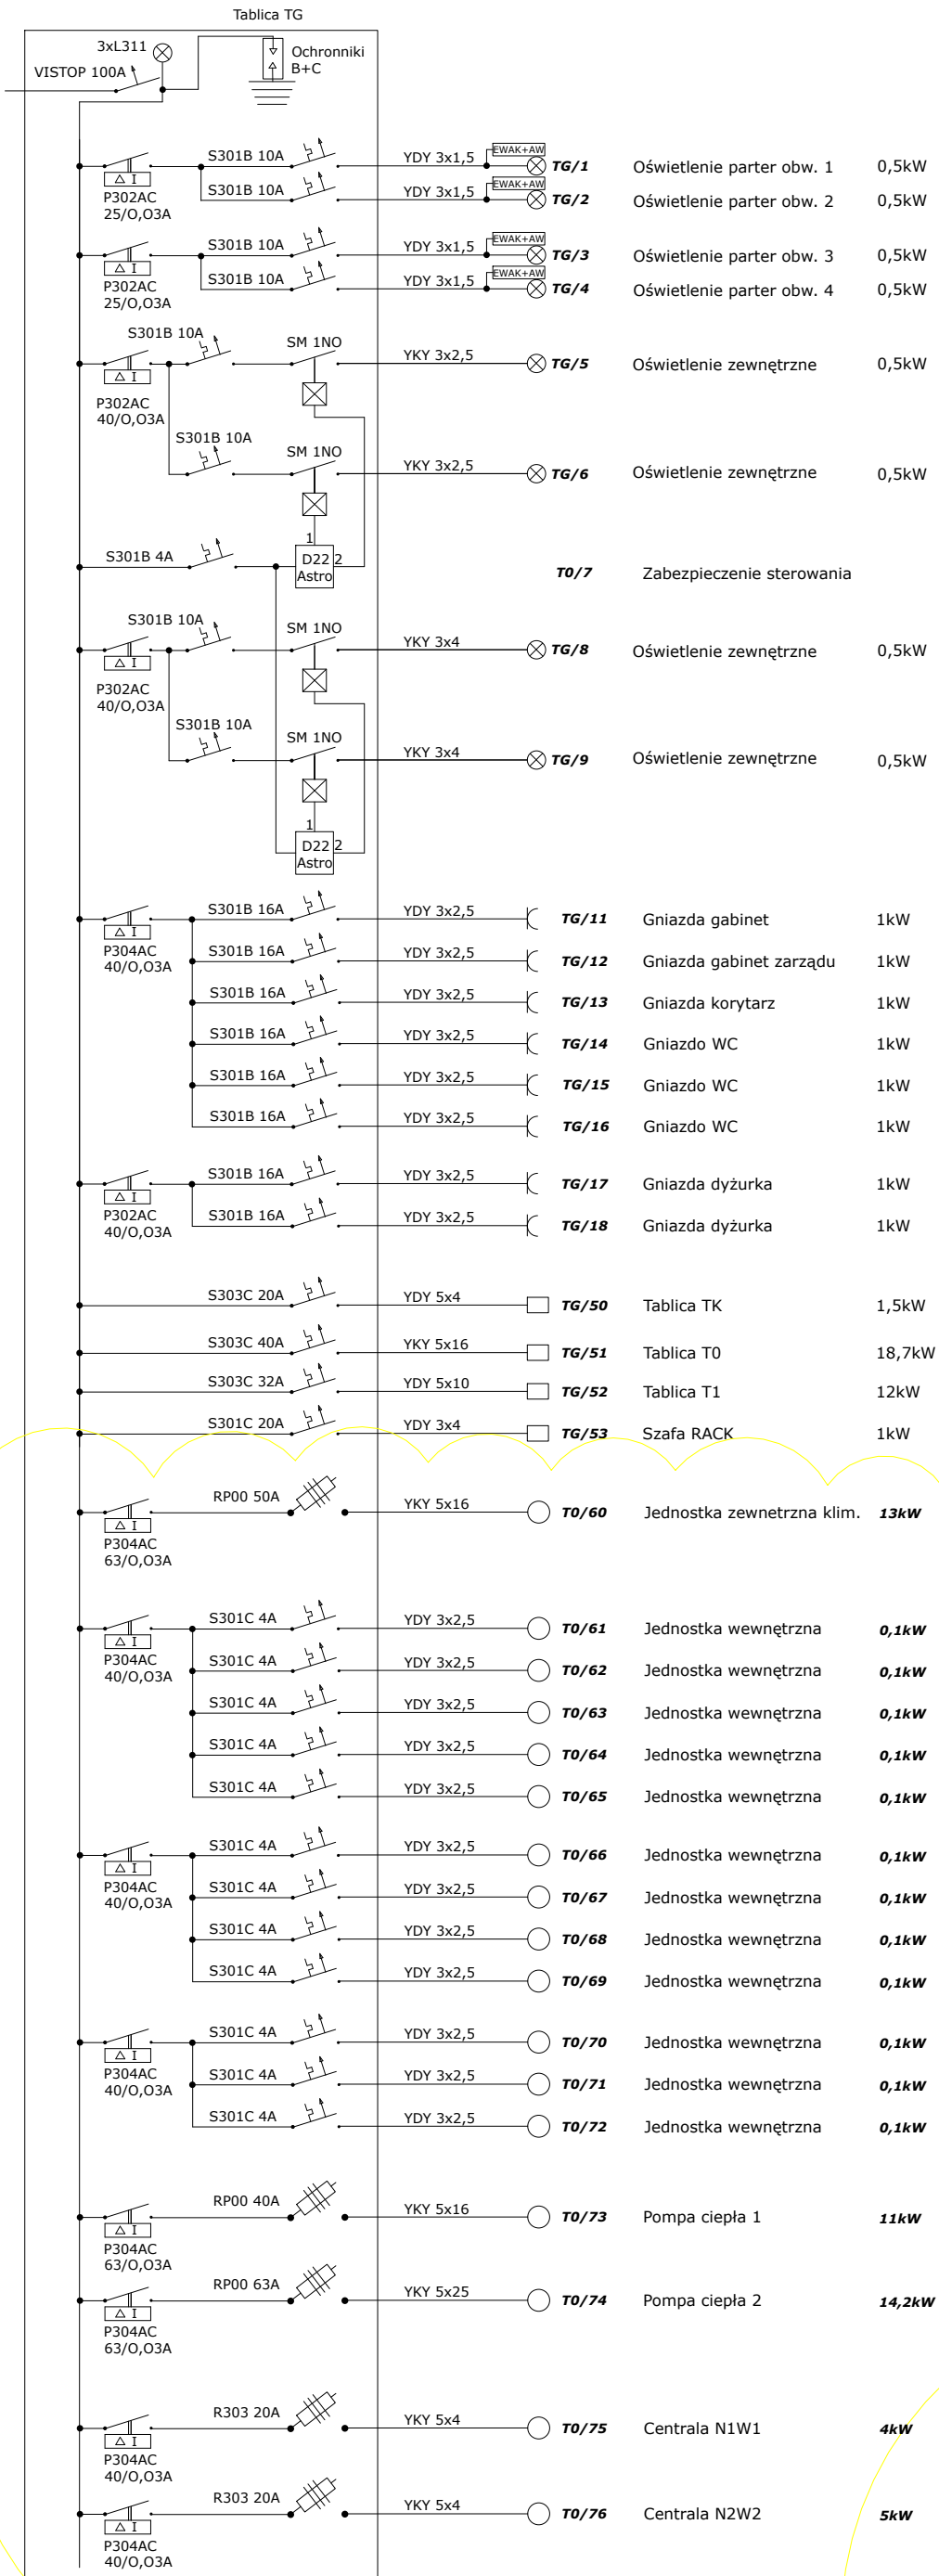 Tablica TG
3xL311
VISTOP 100A
Ochronniki
B+C
S301B 10A YDY 3x1,5 EWAK+AW TG/1 Oświetlenie parter obw. 1 0,5kW
Δ I
P302AC
25/O,O3A
S301B 10A YDY 3x1,5 EWAK+AW TG/2 Oświetlenie parter obw. 2 0,5kW
S301B 10A YDY 3x1,5 EWAK+AW TG/3 Oświetlenie parter obw. 3 0,5kW
Δ I
P302AC
25/O,O3A
S301B 10A YDY 3x1,5 EWAK+AW TG/4 Oświetlenie parter obw. 4 0,5kW
S301B 10A SM 1NO YKY 3x2,5 TG/5 Oświetlenie zewnętrzne 0,5kW
Δ I
P302AC
40/O,O3A
S301B 10A SM 1NO YKY 3x2,5 TG/6 Oświetlenie zewnętrzne 0,5kW
1
S301B 4A D22 2
Astro
T0/7 Zabezpieczenie sterowania
S301B 10A SM 1NO YKY 3x4 TG/8 Oświetlenie zewnętrzne 0,5kW
Δ I
P302AC
40/O,O3A
S301B 10A SM 1NO YKY 3x4 TG/9 Oświetlenie zewnętrzne 0,5kW
1
D22 2
Astro
S301B 16A YDY 3x2,5 TG/11 Gniazda gabinet 1kW
Δ I
P304AC
40/O,O3A
S301B 16A YDY 3x2,5 TG/12 Gniazda gabinet zarządu 1kW
S301B 16A YDY 3x2,5 TG/13 Gniazda korytarz 1kW
S301B 16A YDY 3x2,5 TG/14 Gniazdo WC 1kW
S301B 16A YDY 3x2,5 TG/15 Gniazdo WC 1kW
S301B 16A YDY 3x2,5 TG/16 Gniazdo WC 1kW
S301B 16A YDY 3x2,5 TG/17 Gniazda dyżurka 1kW
Δ I
P302AC
40/O,O3A
S301B 16A YDY 3x2,5 TG/18 Gniazda dyżurka 1kW
S303C 20A YDY 5x4 TG/50 Tablica TK 1,5kW
S303C 40A YKY 5x16 TG/51 Tablica T0 18,7kW
S303C 32A YDY 5x10 TG/52 Tablica T1 12kW
S301C 20A YDY 3x4 TG/53 Szafa RACK 1kW
RP00 50A YKY 5x16 T0/60 Jednostka zewnetrzna klim. 13kW
Δ I
P304AC
63/O,O3A
S301C 4A YDY 3x2,5 T0/61 Jednostka wewnętrzna 0,1kW
Δ I
P304AC
40/O,O3A
S301C 4A YDY 3x2,5 T0/62 Jednostka wewnętrzna 0,1kW
S301C 4A YDY 3x2,5 T0/63 Jednostka wewnętrzna 0,1kW
S301C 4A YDY 3x2,5 T0/64 Jednostka wewnętrzna 0,1kW
S301C 4A YDY 3x2,5 T0/65 Jednostka wewnętrzna 0,1kW
S301C 4A YDY 3x2,5 T0/66 Jednostka wewnętrzna 0,1kW
Δ I
P304AC
40/O,O3A
S301C 4A YDY 3x2,5 T0/67 Jednostka wewnętrzna 0,1kW
S301C 4A YDY 3x2,5 T0/68 Jednostka wewnętrzna 0,1kW
S301C 4A YDY 3x2,5 T0/69 Jednostka wewnętrzna 0,1kW
S301C 4A YDY 3x2,5 T0/70 Jednostka wewnętrzna 0,1kW
Δ I
P304AC
40/O,O3A
S301C 4A YDY 3x2,5 T0/71 Jednostka wewnętrzna 0,1kW
S301C 4A YDY 3x2,5 T0/72 Jednostka wewnętrzna 0,1kW
RP00 40A YKY 5x16 T0/73 Pompa ciepła 1 11kW
Δ I
P304AC
63/O,O3A
RP00 63A YKY 5x25 T0/74 Pompa ciepła 2 14,2kW
Δ I
P304AC
63/O,O3A
R303 20A YKY 5x4 T0/75 Centrala N1W1 4kW
Δ I
P304AC
40/O,O3A
R303 20A YKY 5x4 T0/76 Centrala N2W2 5kW
Δ I
P304AC
40/O,O3A